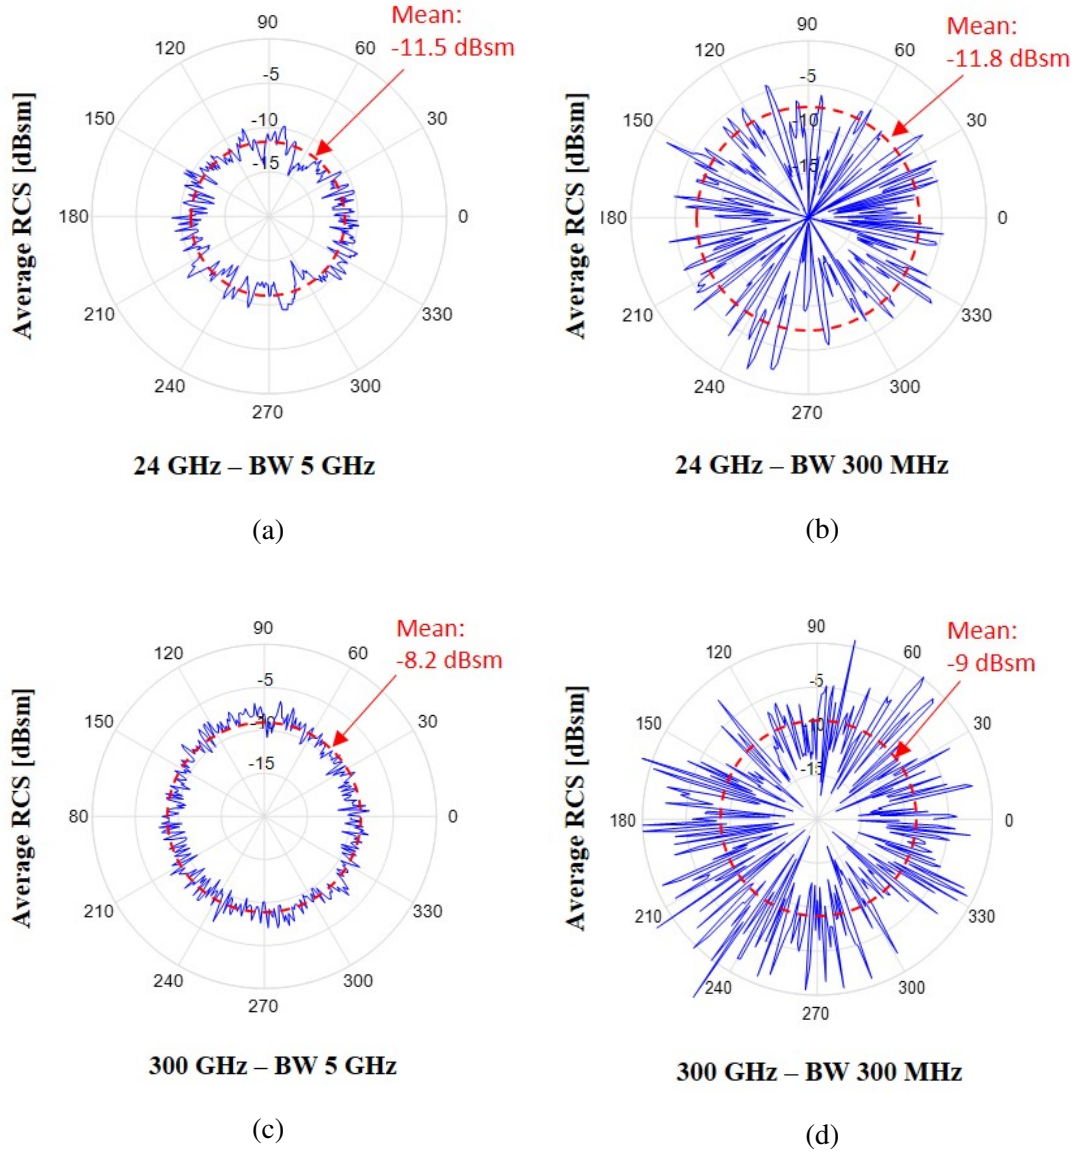 Mean:
-11.5 dBsm
90
120
60
-5
150
30
-10
-15
Average RCS [dBsm]
180
0
210
330
240
300
270
24 GHz – BW 5 GHz
(a)
Mean:
-11.8 dBsm
90
120
60
-5
150
30
10
-15
Average RCS [dBsm]
180
0
210
330
240
300
270
24 GHz – BW 300 MHz
(b)
Mean:
-8.2 dBsm
90
120
60
-5
150
30
-15
Average RCS [dBsm]
80
0
210
330
240
300
270
300 GHz – BW 5 GHz
(c)
Mean:
-9 dBsm
90
120
60
-5
150
30
-10
-15
Average RCS [dBsm]
180
0
210
330
240
300
270
300 GHz – BW 300 MHz
(d)